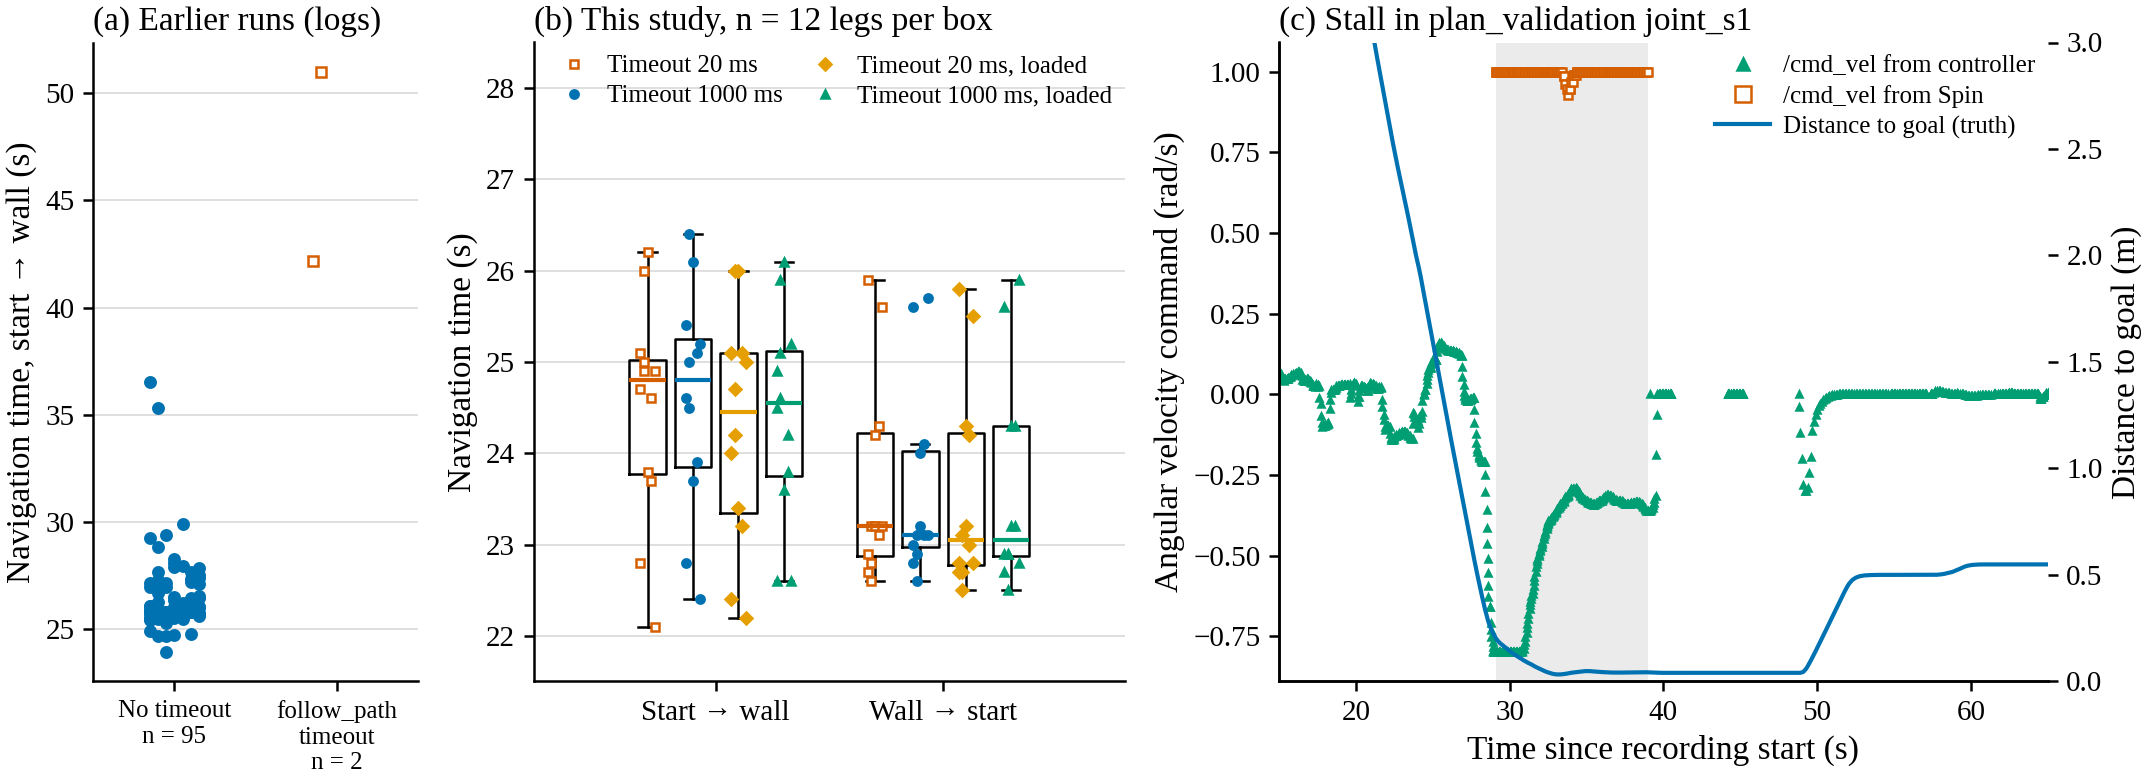 (a) Earlier runs (logs)
Navigation time, start → wall (s)
50
45
40
35
30
25
No timeout
n = 95
follow_path
timeout
n = 2
(b) This study, n = 12 legs per box
Timeout 20 ms
Timeout 1000 ms
Timeout 20 ms, loaded
Timeout 1000 ms, loaded
Navigation time (s)
28
27
26
25
24
23
22
Start → wall
Wall → start
(c) Stall in plan_validation joint_s1
/cmd_vel from controller
/cmd_vel from Spin
Distance to goal (truth)
Angular velocity command (rad/s)
1.00
0.75
0.50
0.25
0.00
−0.25
−0.50
−0.75
3.0
2.5
2.0
1.5
1.0
0.5
0.0
Distance to goal (m)
20
30
40
50
60
Time since recording start (s)